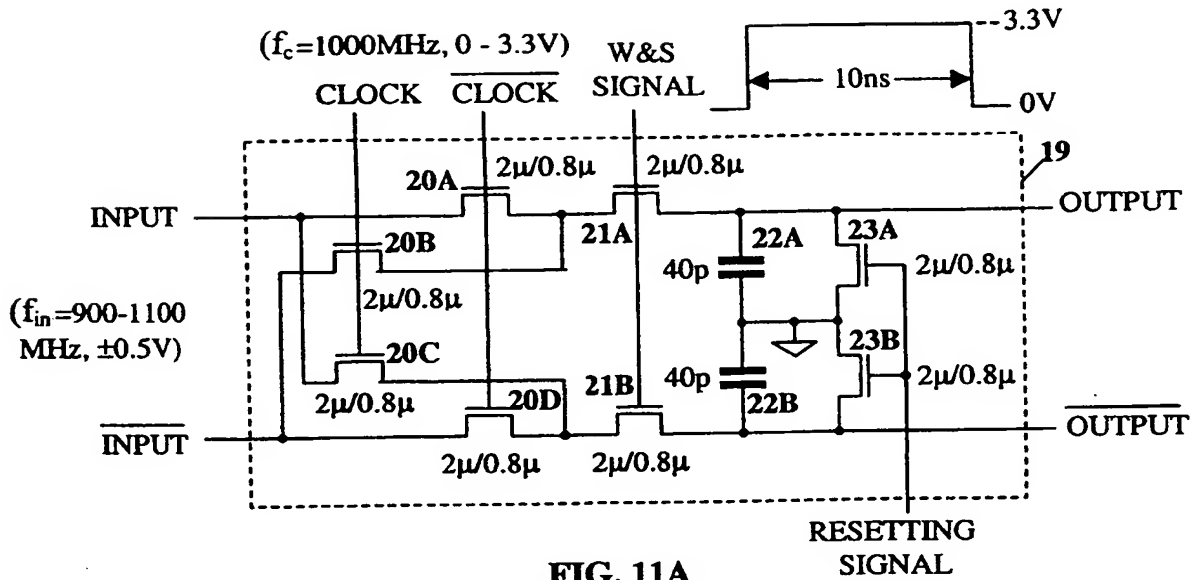 (fc=1000MHz, 0 - 3.3V)
CLOCK
CLOCK
W&S
SIGNAL
3.3V
10ns
0V
19
2µ/0.8µ
2µ/0.8µ
20A
INPUT
OUTPUT
20B
21A
22A
23A
40p
2µ/0.8µ
2µ/0.8µ
(fin=900-1100
MHz, ±0.5V)
20C
23B
2µ/0.8µ
20D
21B
40p
22B
2µ/0.8µ
INPUT
OUTPUT
2µ/0.8µ
2µ/0.8µ
RESETTING
SIGNAL
FIG. 11A